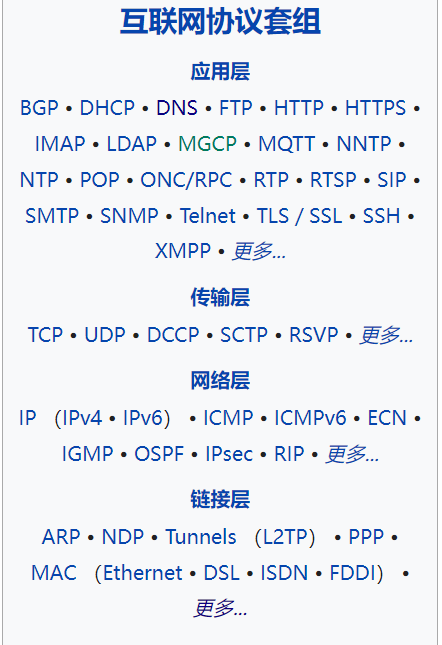 互联网协议套组
应用层
BGP • DHCP • DNS • FTP • HTTP • HTTPS •
IMAP • LDAP • MGCP • MQTT • NNTP •
NTP • POP • ONC/RPC • RTP • RTSP • SIP •
SMTP • SNMP • Telnet • TLS / SSL • SSH •
XMPP • 更多...
传输层
TCP • UDP • DCCP • SCTP • RSVP • 更多...
网络层
IP （IPv4 • IPv6） • ICMP • ICMPv6 • ECN •
IGMP • OSPF • IPsec • RIP • 更多...
链接层
ARP • NDP • Tunnels （L2TP） • PPP •
MAC （Ethernet • DSL • ISDN • FDDI） •
更多...